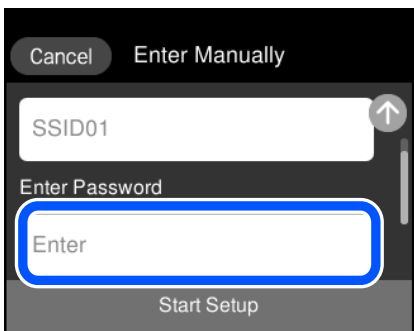 Cancel Enter Manually
SSID01
Enter Password
Enter
Start Setup